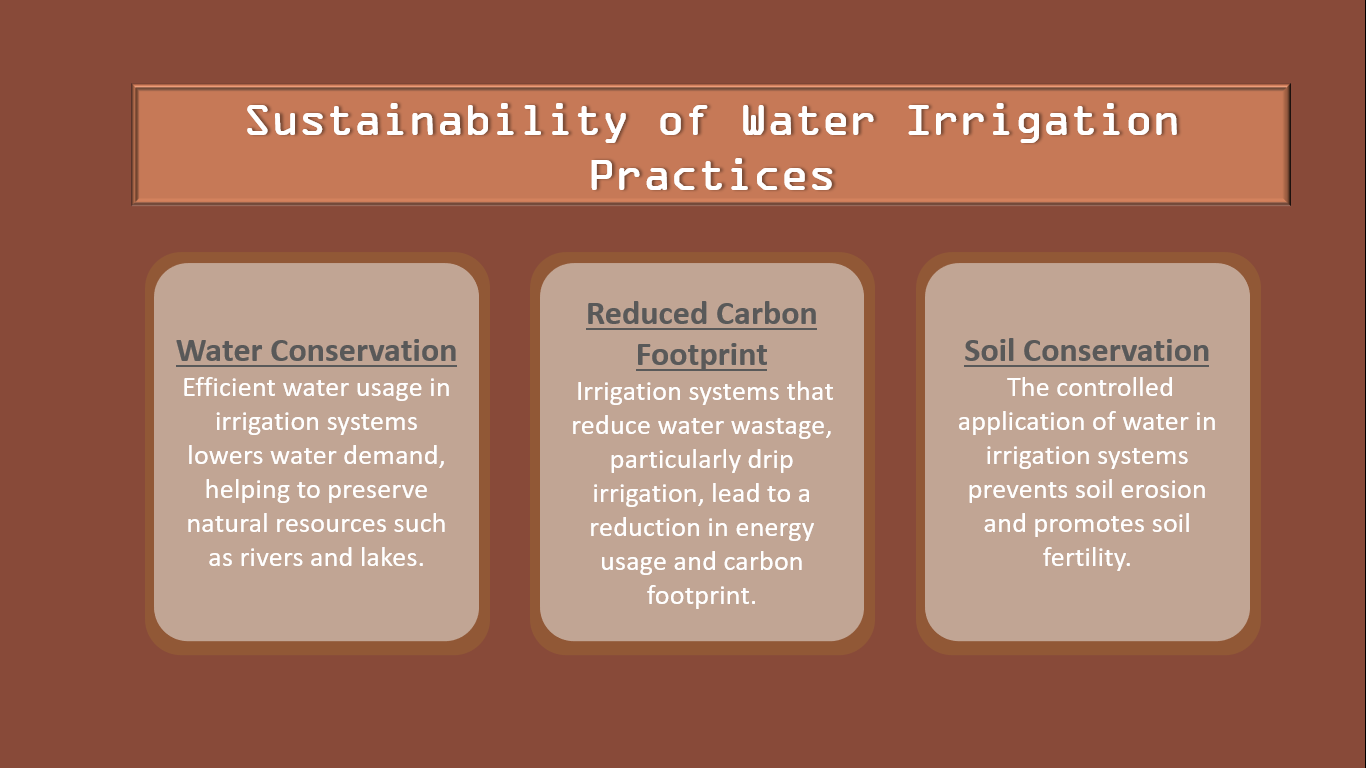 Sustainability of Water Irrigation
Practices
Water Conservation
Efficient water usage in
irrigation systems
lowers water demand,
helping to preserve
natural resources such
as rivers and lakes.
Reduced Carbon
Footprint
Irrigation systems that
reduce water wastage,
particularly drip
irrigation, lead to a
reduction in energy
usage and carbon
footprint.
Soil Conservation
The controlled
application of water in
irrigation systems
prevents soil erosion
and promotes soil
fertility.